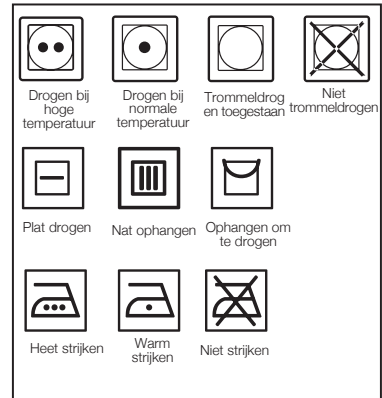 Drogen bij
hoge
temperatuur
Drogen bij
normale
temperatuur
Trommeldrog
en toegestaan
Niet
trommeldrogen
Plat drogen
Nat ophangen
Ophangen om
te drogen
Heet strijken
Warm
strijken
Niet strijken